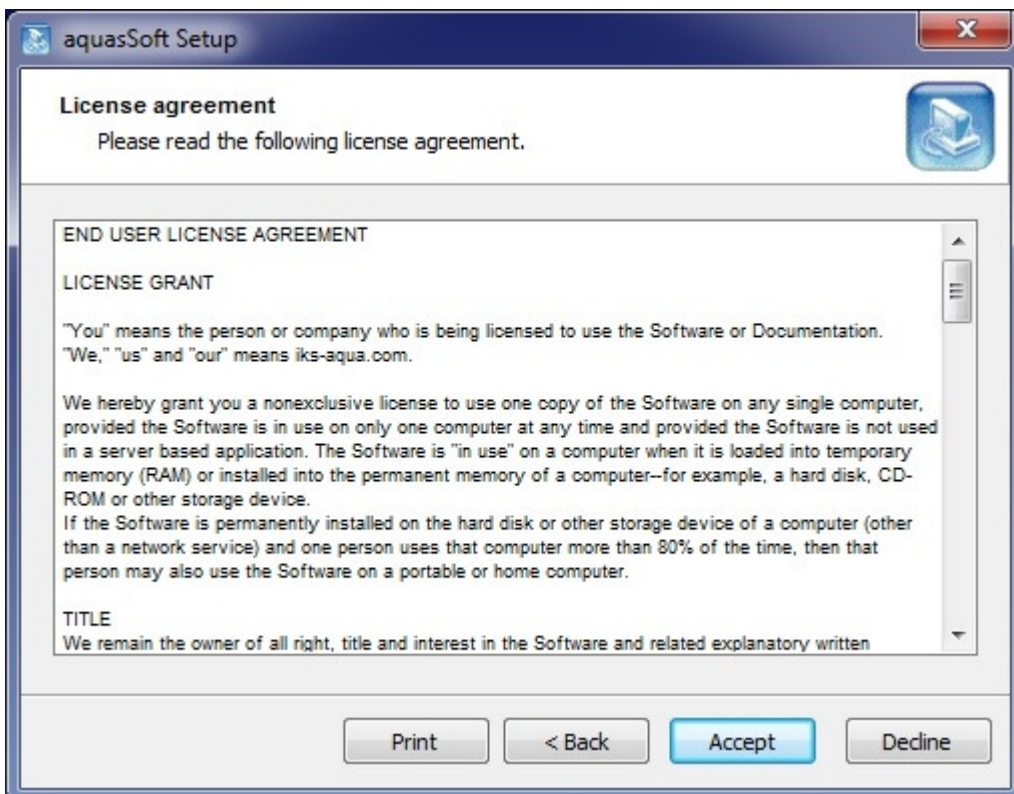 aquasSoft Setup
License agreement
Please read the following license agreement.
END USER LICENSE AGREEMENT
LICENSE GRANT
"You" means the person or company who is being licensed to use the Software or Documentation.
"We," "us" and "our" means iks-aqua.com.
We hereby grant you a nonexclusive license to use one copy of the Software on any single computer,
provided the Software is in use on only one computer at any time and provided the Software is not used
in a server based application. The Software is "in use" on a computer when it is loaded into temporary
memory (RAM) or installed into the permanent memory of a computer--for example, a hard disk, CD-
ROM or other storage device.
If the Software is permanently installed on the hard disk or other storage device of a computer (other
than a network service) and one person uses that computer more than 80% of the time, then that
person may also use the Software on a portable or home computer.
TITLE
We remain the owner of all right, title and interest in the Software and related explanatory written
Print < Back Accept Decline